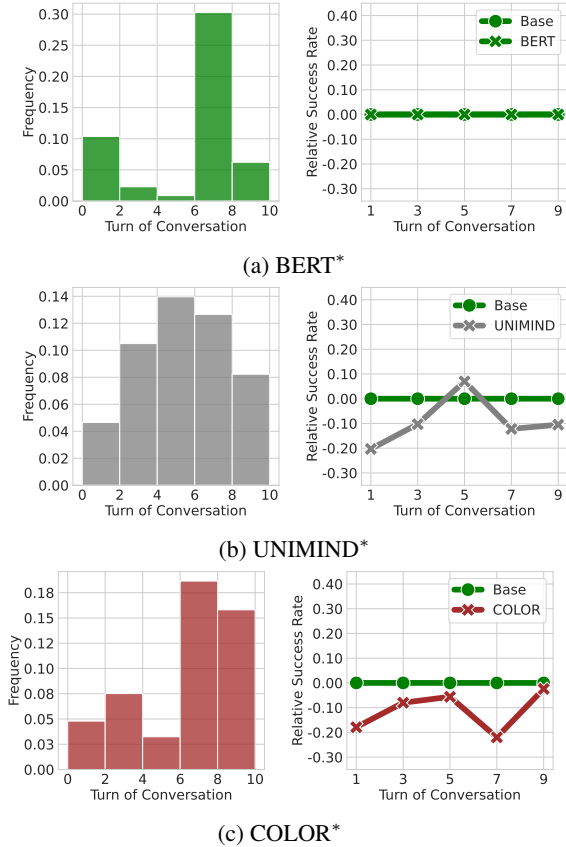 0.30
0.25
0.20
0.15
0.10
0.05
0.00
Frequency
0 2 4 6 8 10
Turn of Conversation
0.40
0.30
0.20
0.10
0.00
-0.10
-0.20
-0.30
Relative Success Rate
Base
BERT
1 3 5 7 9
Turn of Conversation
(a) BERT*
0.14
0.12
0.10
0.08
0.06
0.04
0.02
0.00
Frequency
0 2 4 6 8 10
Turn of Conversation
0.40
0.30
0.20
0.10
0.00
-0.10
-0.20
-0.30
Relative Success Rate
Base
UNIMIND
1 3 5 7 9
Turn of Conversation
(b) UNIMIND*
0.18
0.15
0.12
0.10
0.08
0.05
0.03
0.00
Frequency
0 2 4 6 8 10
Turn of Conversation
0.40
0.30
0.20
0.10
0.00
-0.10
-0.20
-0.30
Relative Success Rate
Base
COLOR
1 3 5 7 9
Turn of Conversation
(c) COLOR*